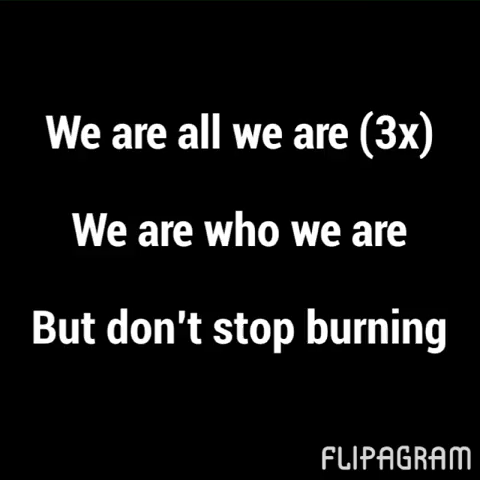 We are all we are (3x)
We are who we are
But don't stop burning
FLIPAGRAM